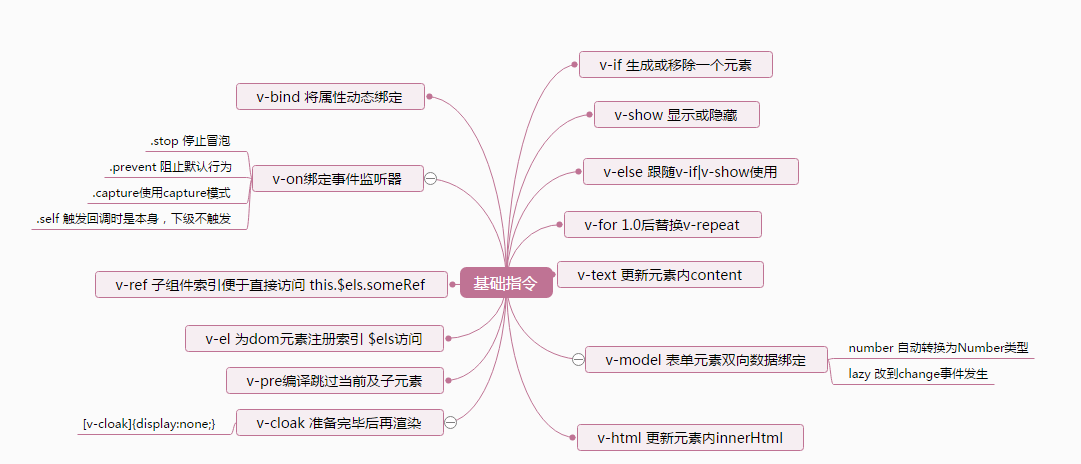 基础指令
v-if 生成或移除一个元素
v-show 显示或隐藏
v-else 跟随v-if|v-show使用
v-for 1.0后替换v-repeat
v-text 更新元素内content
v-model 表单元素双向数据绑定
number 自动转换为Number类型
lazy 改到change事件发生
v-html 更新元素内innerHtml
v-bind 将属性动态绑定
v-on绑定事件监听器
.stop 停止冒泡
.prevent 阻止默认行为
.capture使用capture模式
.self 触发回调时是本身，下级不触发
v-ref 子组件索引便于直接访问 this.$els.someRef
v-el 为dom元素注册索引 $els访问
v-pre编译跳过当前及子元素
v-cloak 准备完毕后再渲染
[v-cloak]{display:none;}